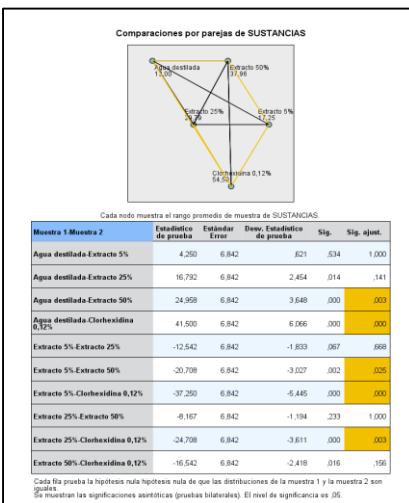 Comparaciones por parejas de SUSTANCIAS
Agua destilada
13,00
Extracto 50%
37,96
Extracto 25%
29,79
Extracto 5%
17,25
Clorhexidina 0,12%
54,50
Cada nodo muestra el rango promedio de muestra de SUSTANCIAS.
Muestra 1-Muestra 2 Estadístico de prueba Estándar Error Desv. Estadístico de prueba Sig. Sig. ajust.
Agua destilada-Extracto 5% 4,250 6,842 ,621 ,534 1,000
Agua destilada-Extracto 25% 16,792 6,842 2,454 ,014 ,141
Agua destilada-Extracto 50% 24,958 6,842 3,648 ,000 ,003
Agua destilada-Clorhexidina 0,12% 41,500 6,842 6,066 ,000 ,000
Extracto 5%-Extracto 25% -12,542 6,842 -1,833 ,067 ,668
Extracto 5%-Extracto 50% -20,708 6,842 -3,027 ,002 ,025
Extracto 5%-Clorhexidina 0,12% -37,250 6,842 -5,445 ,000 ,000
Extracto 25%-Extracto 50% -8,167 6,842 -1,194 ,233 1,000
Extracto 25%-Clorhexidina 0,12% -24,708 6,842 -3,611 ,000 ,003
Extracto 50%-Clorhexidina 0,12% -16,542 6,842 -2,418 ,016 ,156
Cada fila prueba la hipótesis nula hipótesis nula de que las distribuciones de la muestra 1 y la muestra 2 son
iguales.
Se muestran las significaciones asintóticas (pruebas bilaterales). El nivel de significancia es ,05.